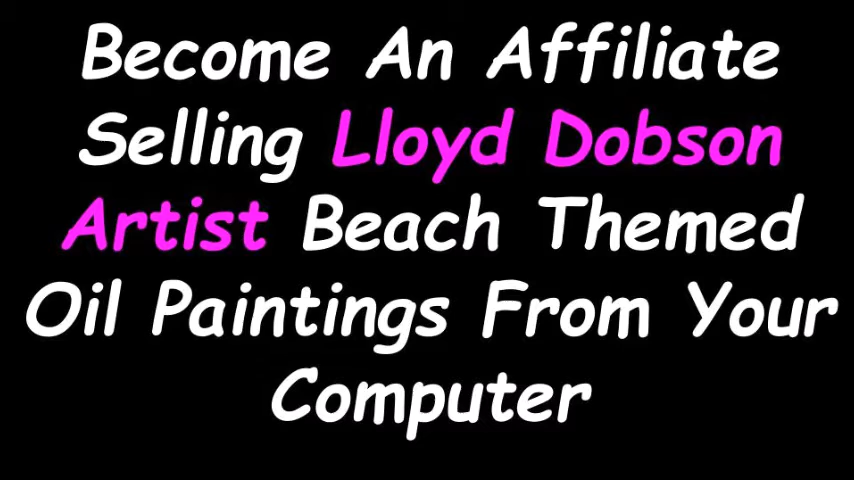 Become An Affiliate
Selling Lloyd Dobson
Artist Beach Themed
Oil Paintings From Your
Computer